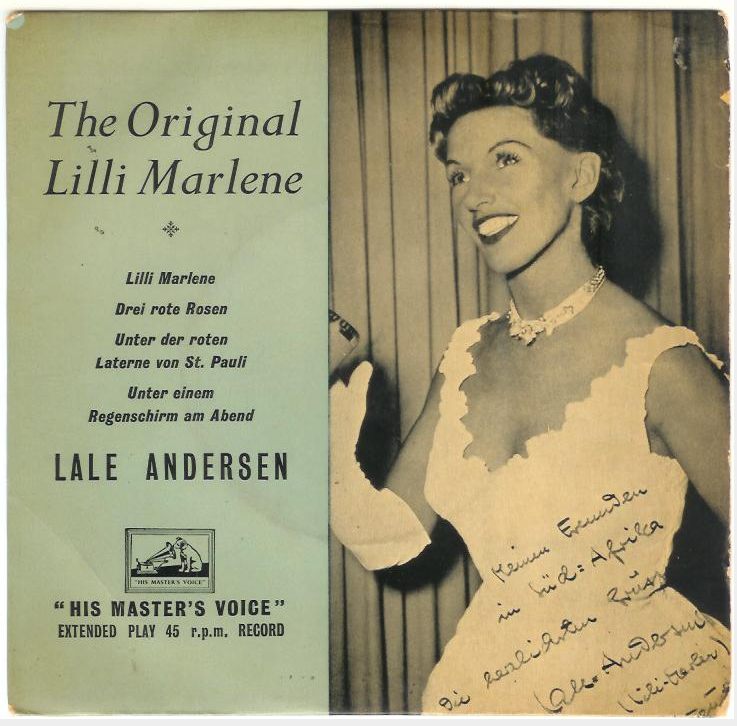 The Original
Lilli Marlene
Lilli Marlene
Drei rote Rosen
Unter der roten
Laterne von St. Pauli
Unter einem
Regenschirm am Abend
LALE ANDERSEN
"HIS MASTER'S VOICE"
"HIS MASTER'S VOICE"
EXTENDED PLAY 45 r.p.m. RECORD
Meinen Freunden
in Süd=Afrika
die herzlichsten Grüsse
Lale Andersen